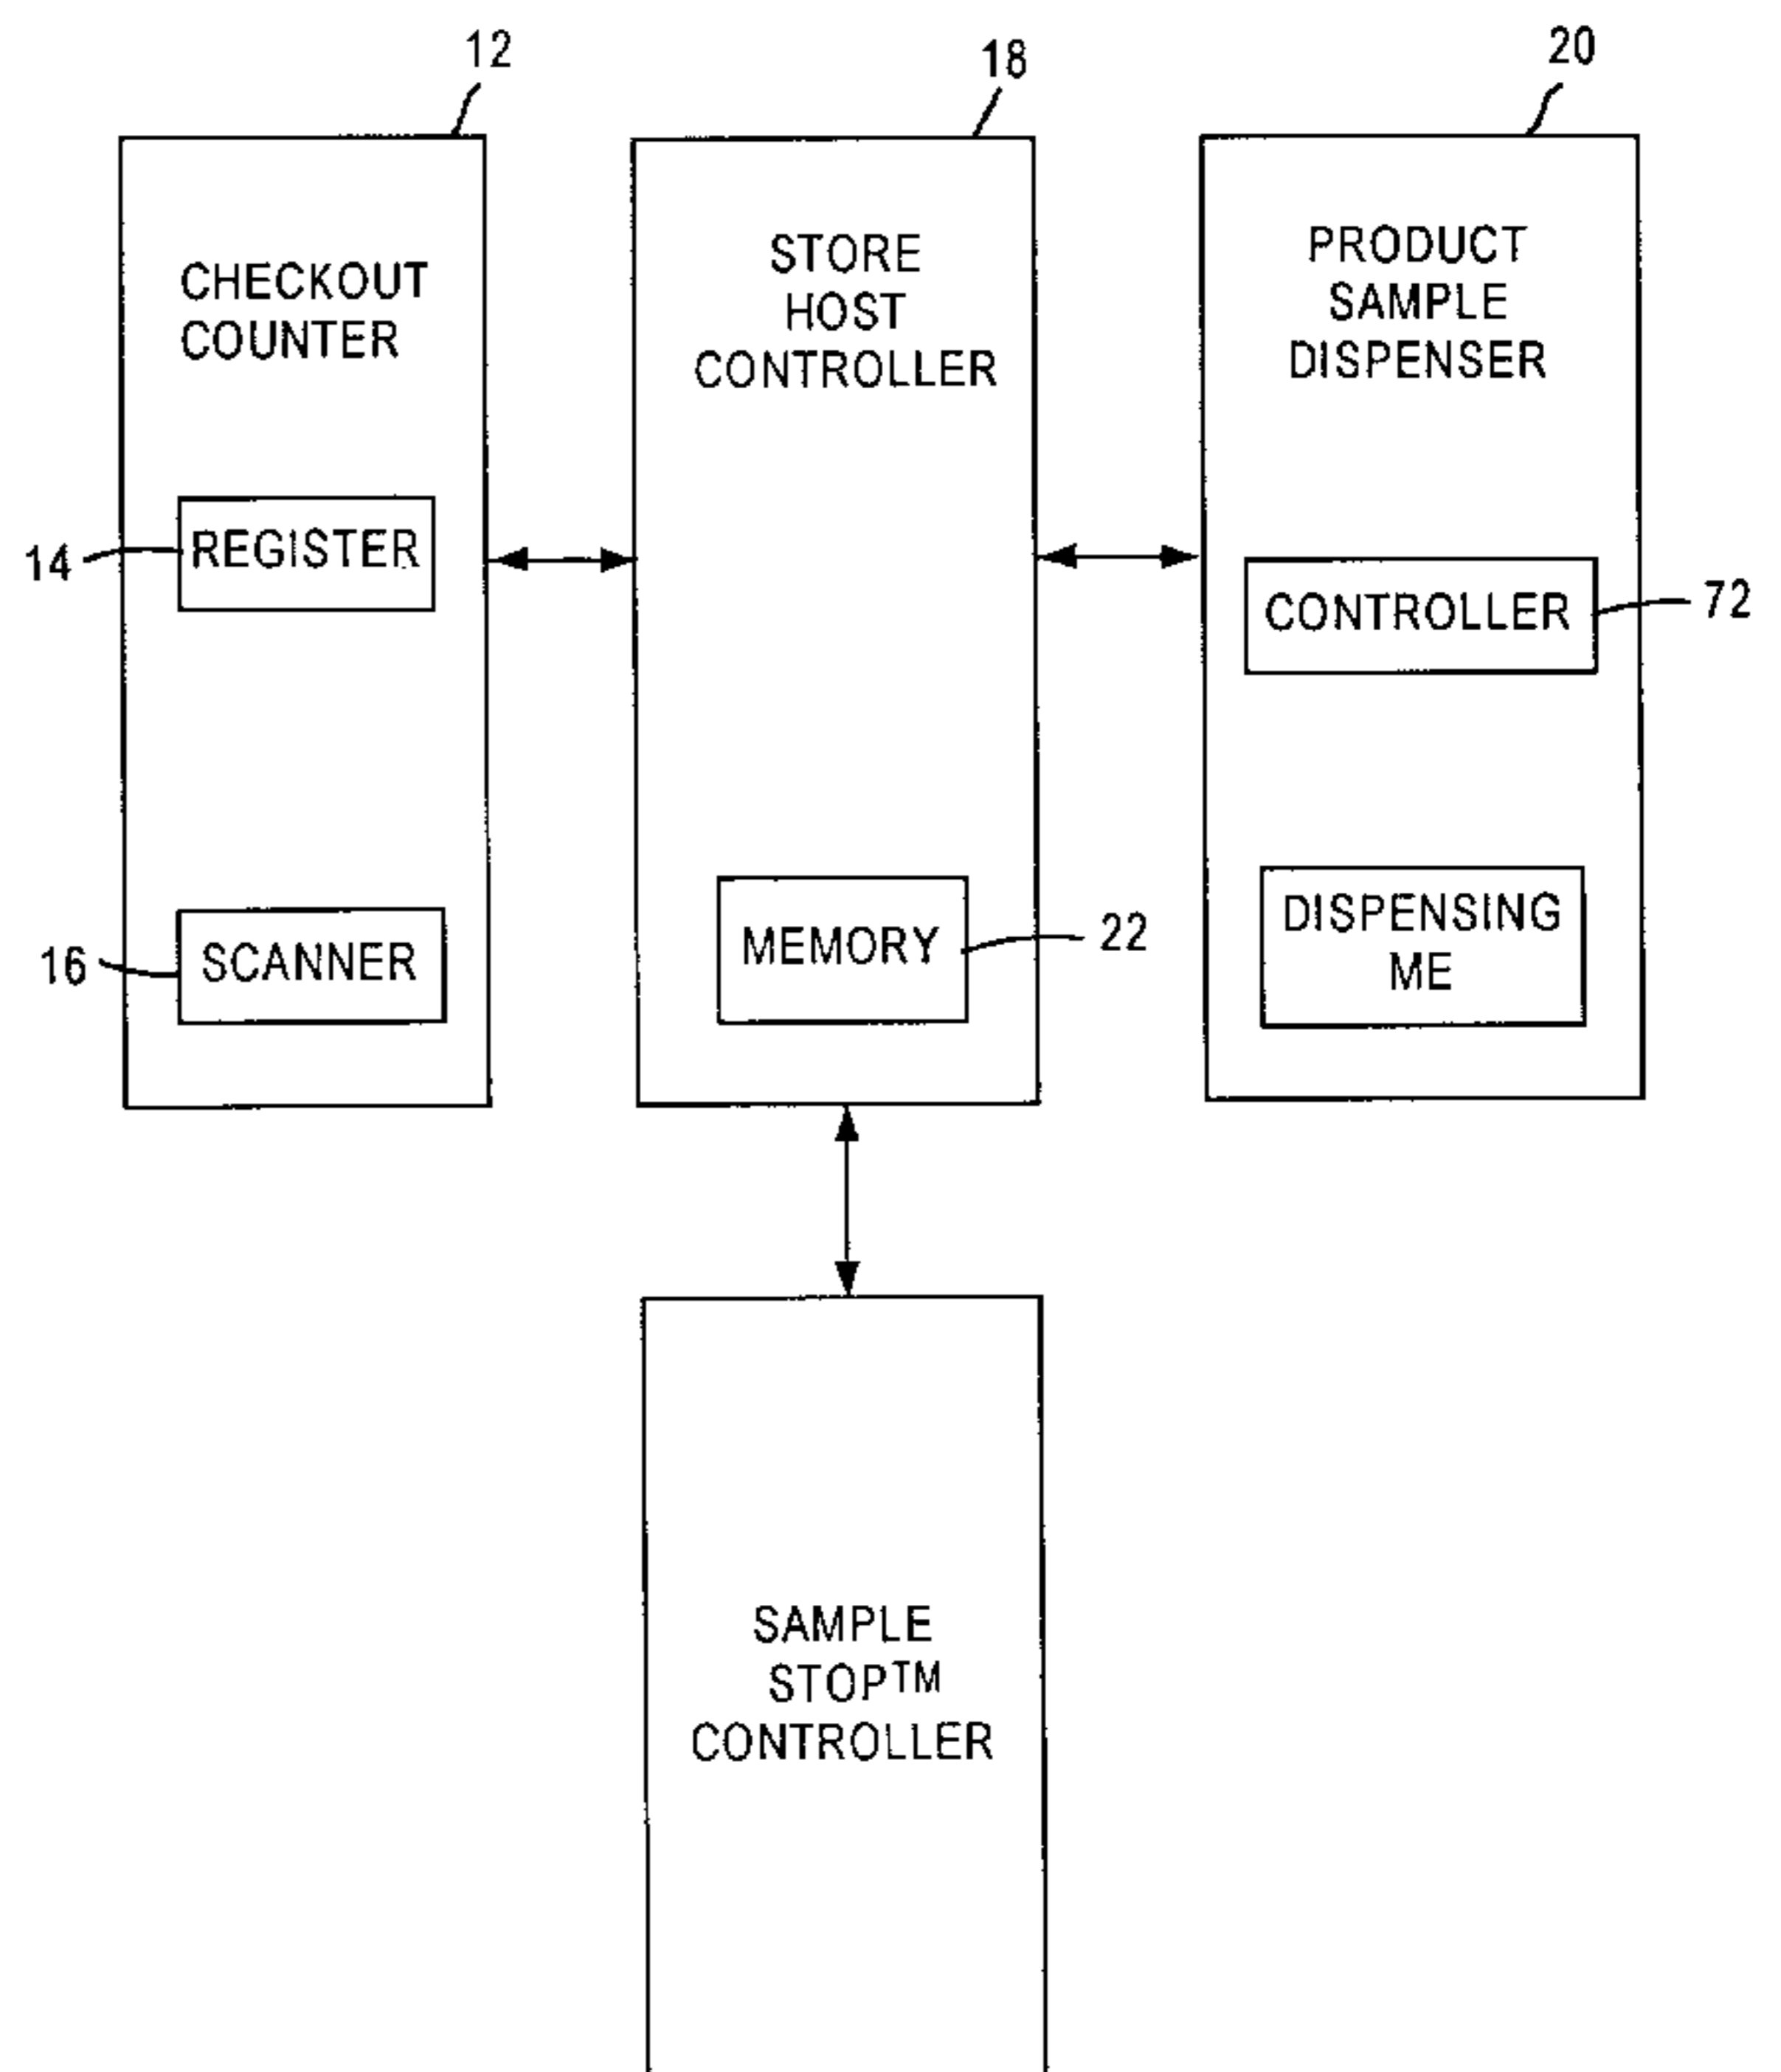 12
18
20
CHECKOUT
COUNTER
STORE
HOST
CONTROLLER
PRODUCT
SAMPLE
DISPENSER
14
REGISTER
CONTROLLER
72
16
SCANNER
MEMORY
22
DISPENSING
ME
SAMPLE
STOP™
CONTROLLER